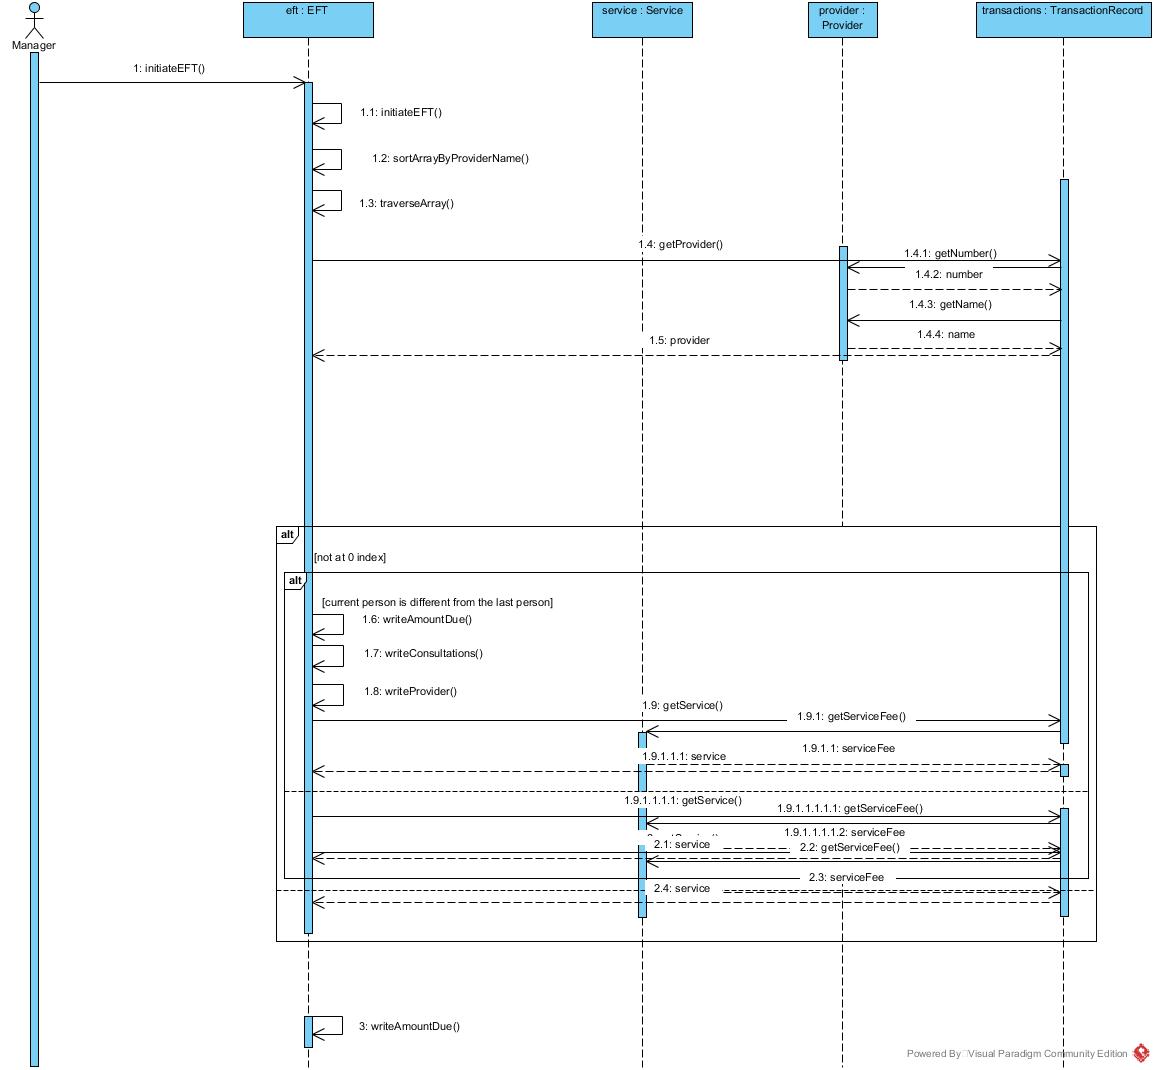 eft : EFT
service : Service
provider :
Provider
transactions : TransactionRecord
Manager
1: initiateEFT()
1.1: initiateEFT()
1.2: sortArrayByProviderName()
1.3: traverseArray()
1.4: getProvider()
1.4.1: getNumber()
1.4.2: number
1.4.3: getName()
1.4.4: name
1.5: provider
alt
[not at 0 index]
alt
[current person is different from the last person]
1.6: writeAmountDue()
1.7: writeConsultations()
1.8: writeProvider()
1.9: getService()
1.9.1: getServiceFee()
1.9.1.1: serviceFee
1.9.1.1.1: service
1.9.1.1.1.1: getService()
1.9.1.1.1.1.1: getServiceFee()
1.9.1.1.1.1.2: serviceFee
2.1: service
2.2: getServiceFee()
2.3: serviceFee
2.4: service
3: writeAmountDue()
Powered By Visual Paradigm Community Edition